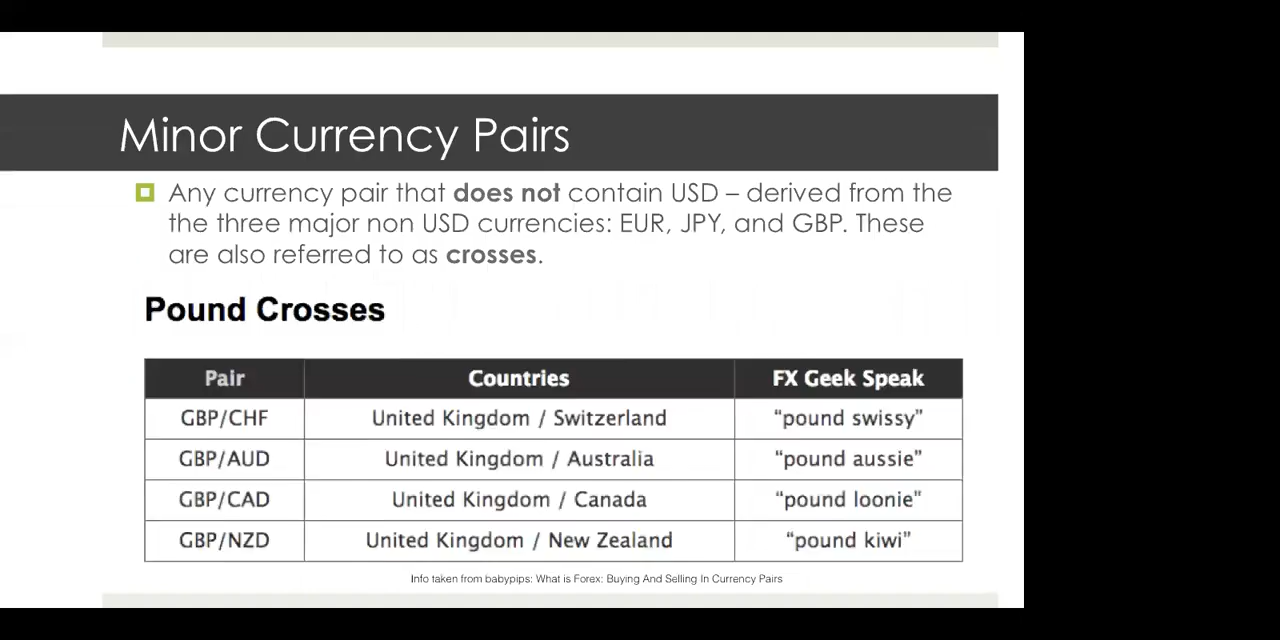 Minor Currency Pairs
Any currency pair that does not contain USD – derived from the
the three major non USD currencies: EUR, JPY, and GBP. These
are also referred to as crosses.
Pound Crosses
Pair Countries FX Geek Speak
GBP/CHF United Kingdom / Switzerland “pound swissy”
GBP/AUD United Kingdom / Australia “pound aussie”
GBP/CAD United Kingdom / Canada “pound loonie”
GBP/NZD United Kingdom / New Zealand “pound kiwi”
Info taken from babypips: What is Forex: Buying And Selling In Currency Pairs